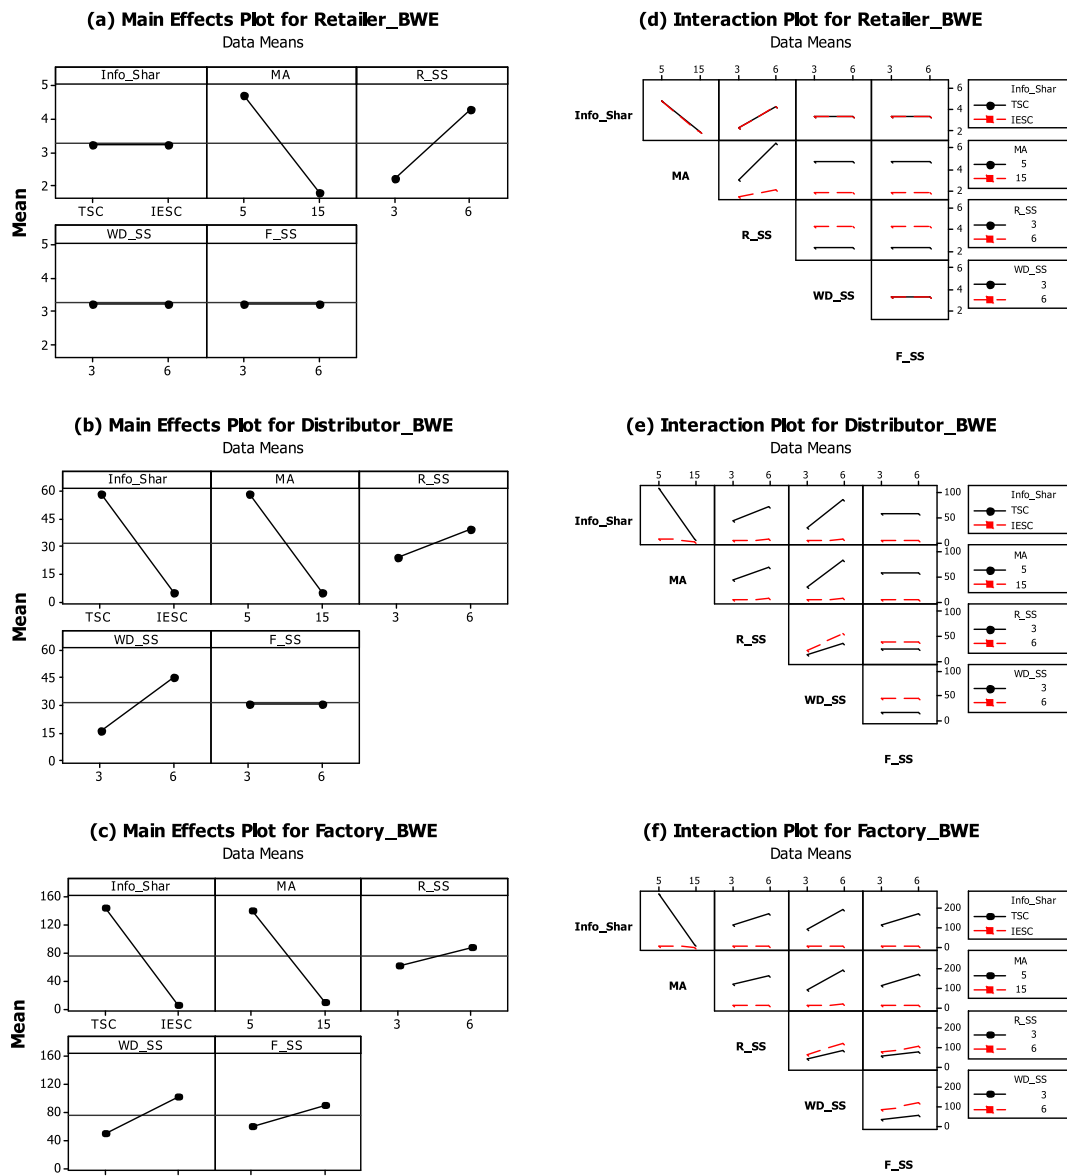 (a) Main Effects Plot for Retailer_BWE
Data Means
Info_Shar MA R_SS
5
4
3
2
TSC IESC 5 15 3 6
WD_SS F_SS
5
4
3
2
3 6 3 6
Mean
(d) Interaction Plot for Retailer_BWE
Data Means
5 15 3 6 3 6 3 6
Info_Shar
6
4
2
Info_Shar
TSC
IESC
MA
6
4
2
MA
5
15
R_SS
6
4
2
R_SS
3
6
WD_SS
6
4
2
WD_SS
3
6
F_SS
(b) Main Effects Plot for Distributor_BWE
Data Means
Info_Shar MA R_SS
60
45
30
15
0
TSC IESC 5 15 3 6
WD_SS F_SS
60
45
30
15
0
3 6 3 6
Mean
(e) Interaction Plot for Distributor_BWE
Data Means
5 15 3 6 3 6 3 6
Info_Shar
100
50
0
Info_Shar
TSC
IESC
MA
100
50
0
MA
5
15
R_SS
100
50
0
R_SS
3
6
WD_SS
100
50
0
WD_SS
3
6
F_SS
(c) Main Effects Plot for Factory_BWE
Data Means
Info_Shar MA R_SS
160
120
80
40
0
TSC IESC 5 15 3 6
WD_SS F_SS
160
120
80
40
0
Mean
(f) Interaction Plot for Factory_BWE
Data Means
5 15 3 6 3 6 3 6
Info_Shar
200
100
0
Info_Shar
TSC
IESC
MA
200
100
0
MA
5
15
R_SS
200
100
0
R_SS
3
6
WD_SS
200
100
0
WD_SS
3
6
F_SS